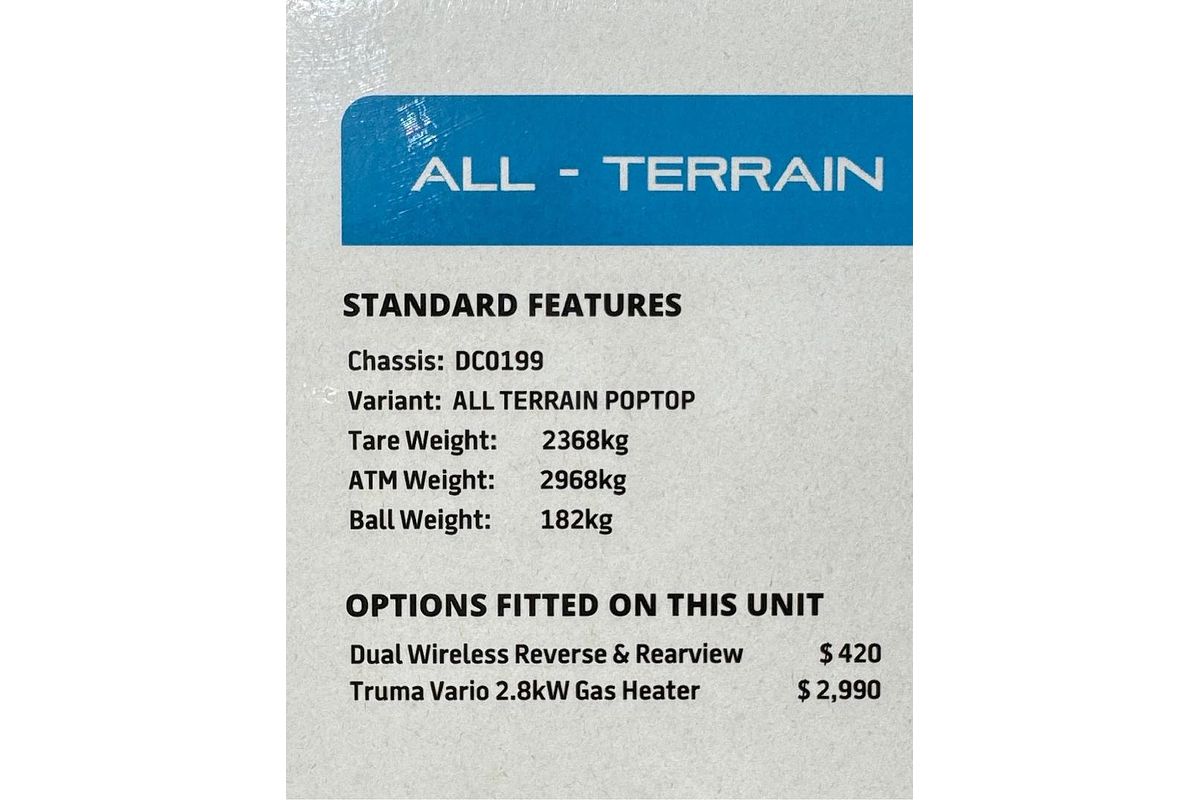 ALL - TERRAIN
STANDARD FEATURES
Chassis: DC0199
Variant: ALL TERRAIN POPTOP
Tare Weight: 2368kg
ATM Weight: 2968kg
Ball Weight: 182kg
OPTIONS FITTED ON THIS UNIT
Dual Wireless Reverse & Rearview $ 420
Truma Vario 2.8kW Gas Heater $ 2,990